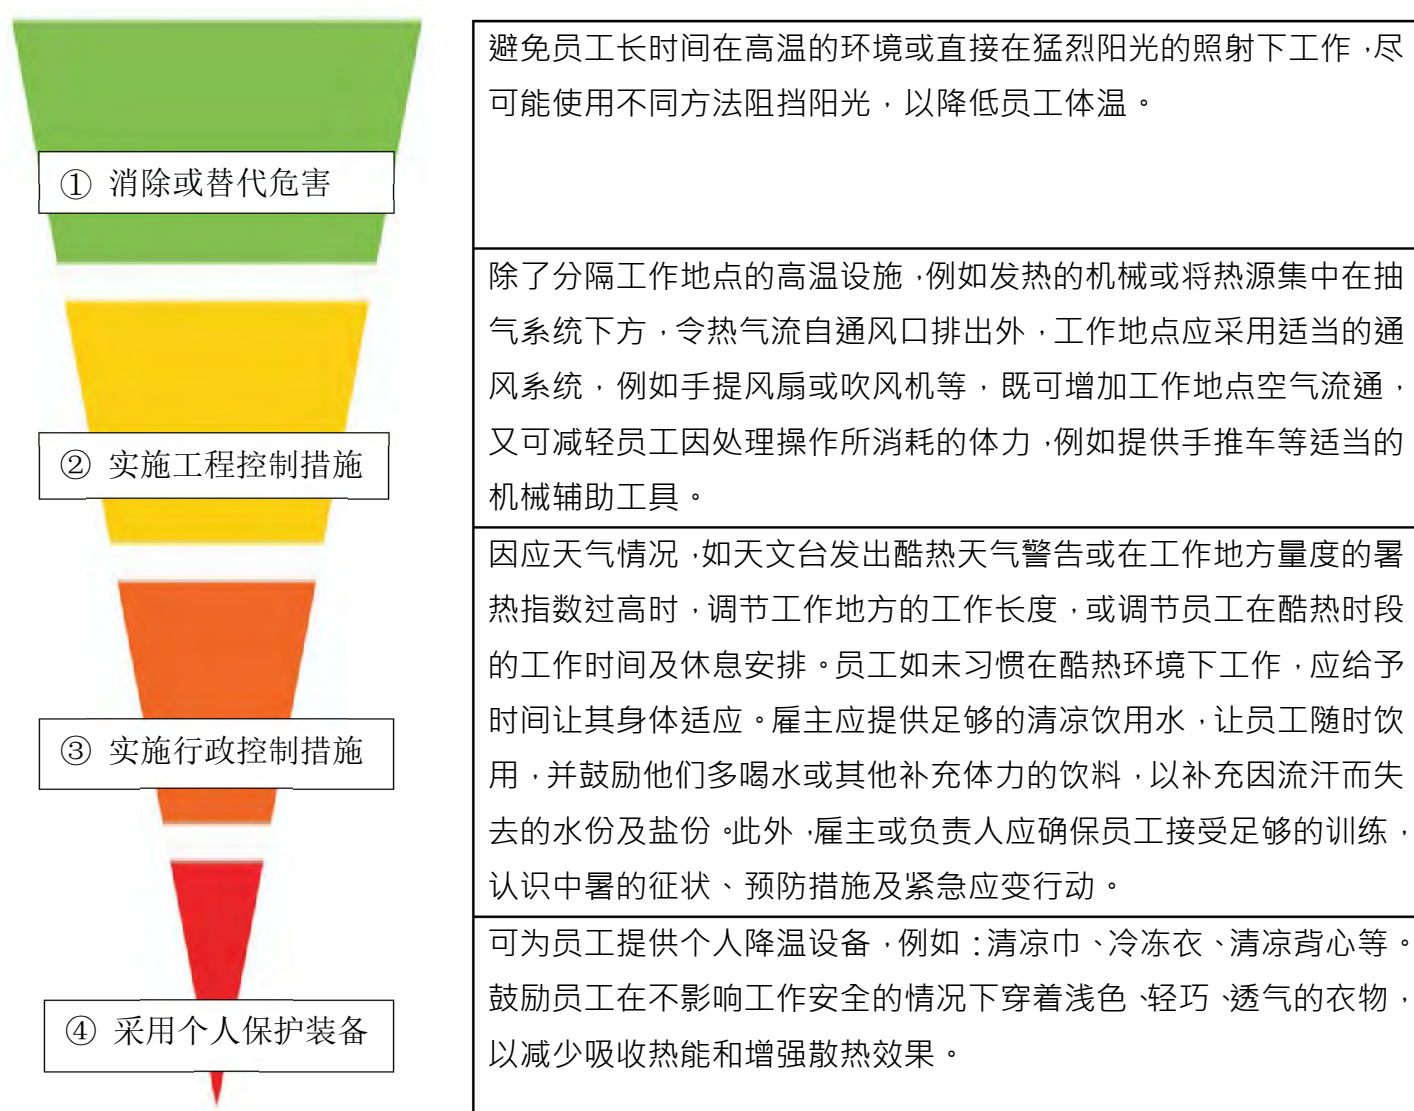 避免员工长时间在高温的环境或直接在猛烈阳光的照射下工作，尽
可能使用不同方法阻挡阳光，以降低员工体温。
① 消除或替代危害
除了分隔工作地点的高温设施，例如发热的机械或将热源集中在抽
气系统下方，令热气流自通风口排出外，工作地点应采用适当的通
风系统，例如手提风扇或吹风机等，既可增加工作地点空气流通，
又可减轻员工因处理操作所消耗的体力，例如提供手推车等适当的
机械辅助工具。
② 实施工程控制措施
因应天气情况，如天文台发出酷热天气警告或在工作地方量度的暑
热指数过高时，调节工作地方的工作长度，或调节员工在酷热时段
的工作时间及休息安排。员工如未习惯在酷热环境下工作，应给予
时间让其身体适应。雇主应提供足够的清凉饮用水，让员工随时饮
用，并鼓励他们多喝水或其他补充体力的饮料，以补充因流汗而失
去的水份及盐份。此外，雇主或负责人应确保员工接受足够的训练，
认识中暑的征状、预防措施及紧急应变行动。
③ 实施行政控制措施
可为员工提供个人降温设备，例如：清凉巾、冷冻衣、清凉背心等。
鼓励员工在不影响工作安全的情况下穿着浅色、轻巧、透气的衣物，
以减少吸收热能和增强散热效果。
④ 采用个人保护装备